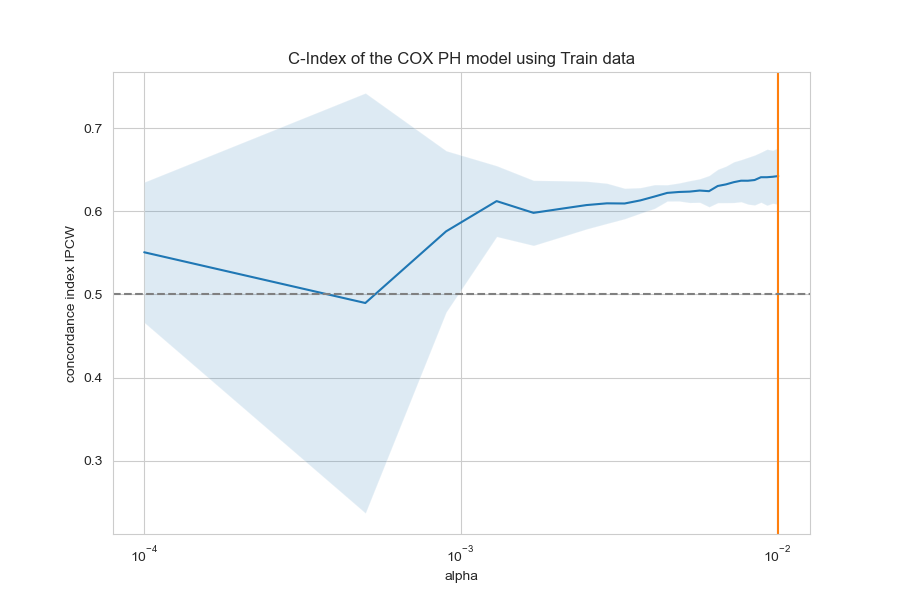 C-Index of the COX PH model using Train data
concordance index IPCW
0.7
0.6
0.5
0.4
0.3
10⁻⁴
10⁻³
10⁻²
alpha